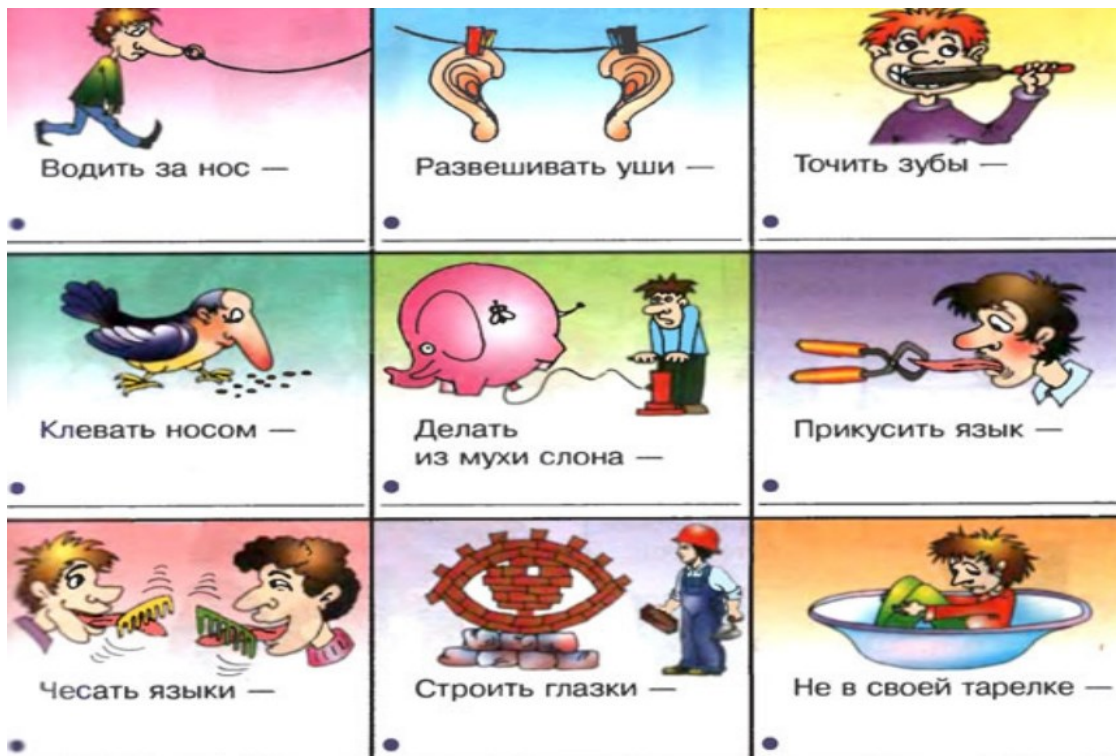 Водить за нос —
Развешивать уши —
Точить зубы —
Клевать носом —
Делать
из мухи слона —
Прикусить язык —
Чесать языки —
Строить глазки —
Не в своей тарелке —